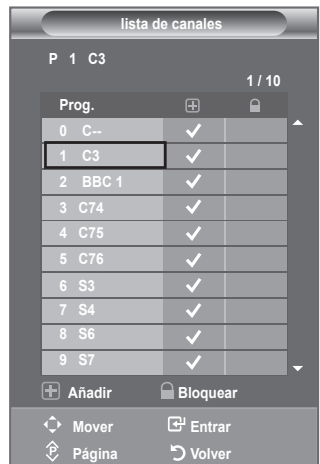 lista de canales
P 1 C3
1 / 10
Prog.
0 C--
1 C3
2 BBC 1
3 C74
4 C75
5 C76
6 S3
7 S4
8 S6
9 S7
Añadir Bloquear
Mover Entrar
P Página Volver